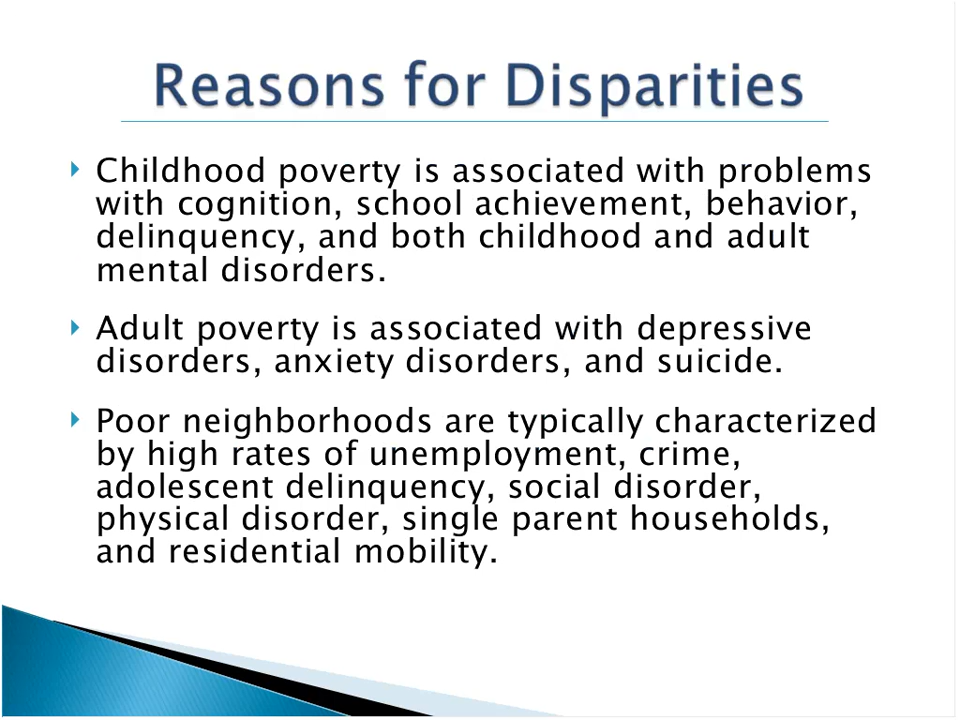 Reasons for Disparities
Childhood poverty is associated with problems
with cognition, school achievement, behavior,
delinquency, and both childhood and adult
mental disorders.
Adult poverty is associated with depressive
disorders, anxiety disorders, and suicide.
Poor neighborhoods are typically characterized
by high rates of unemployment, crime,
adolescent delinquency, social disorder,
physical disorder, single parent households,
and residential mobility.